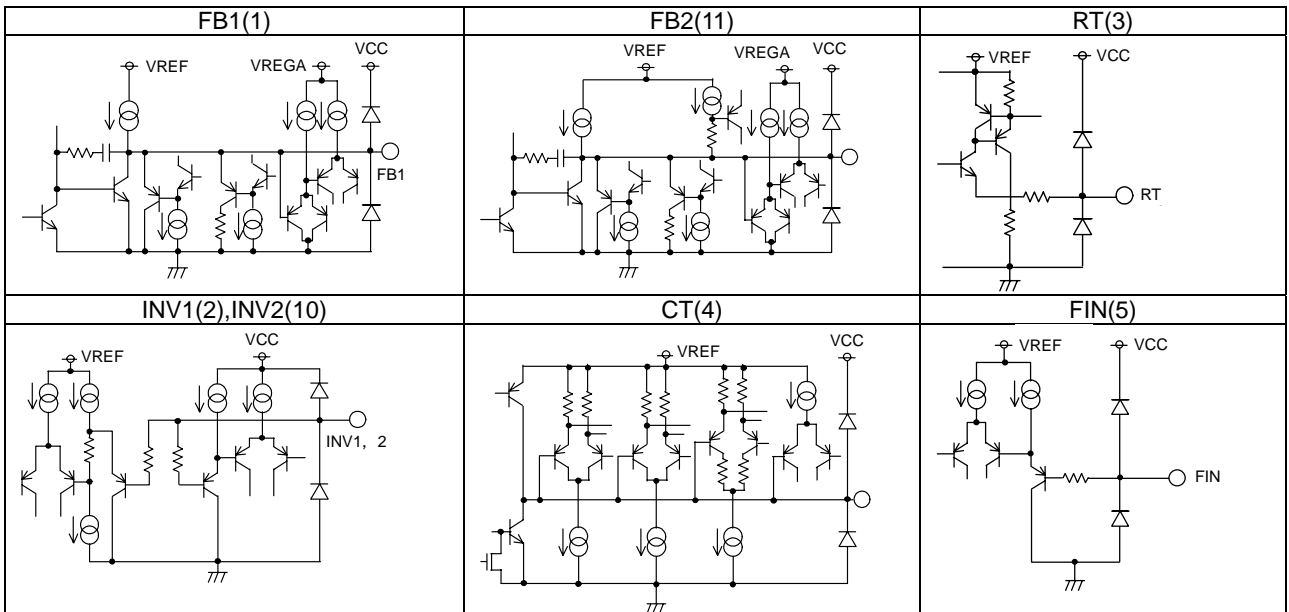 FB1(1)
FB2(11)
RT(3)
VREF
VREGA
VCC
FB1
VREF
VREGA
VCC
VREF
VCC
RT
INV1(2),INV2(10)
CT(4)
FIN(5)
VREF
VCC
INV1, 2
VREF
VCC
VREF
VCC
FIN